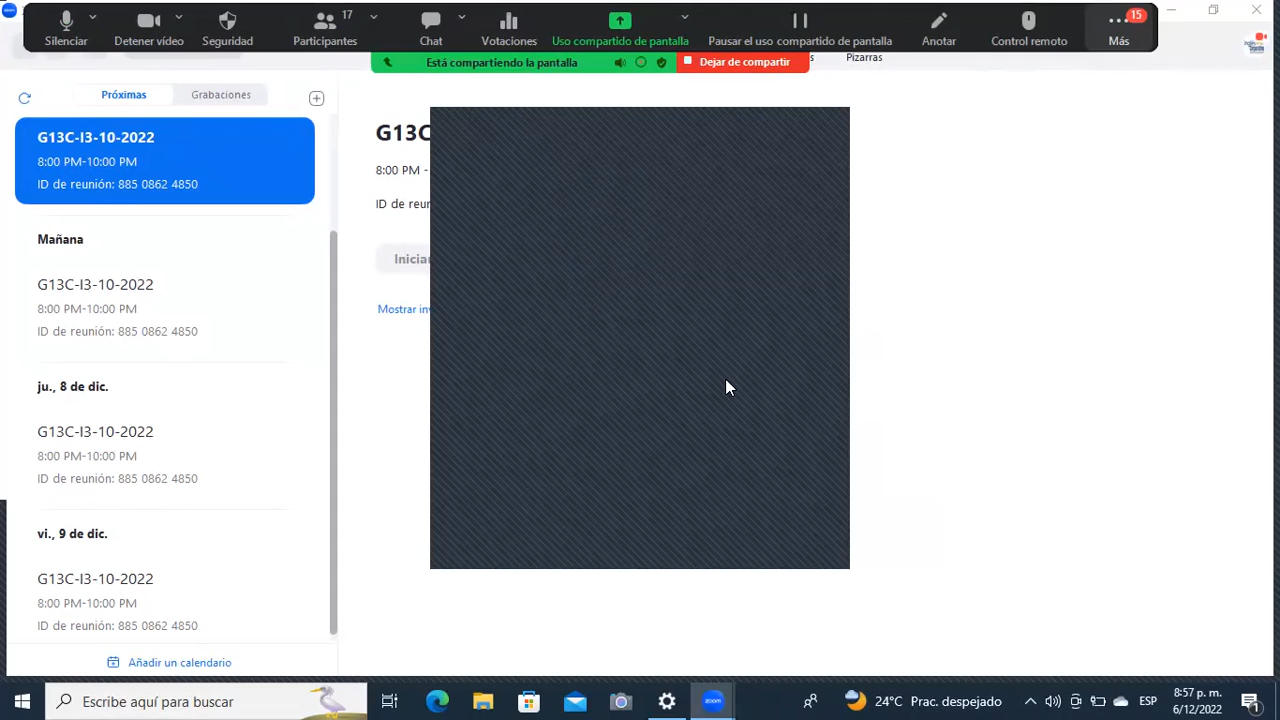 Silenciar
Detener vídeo
Seguridad
17
Participantes
Chat
Votaciones
Uso compartido de pantalla
Pausar el uso compartido de pantalla
Anotar
Control remoto
15
Más
Está compartiendo la pantalla
Dejar de compartir
s
Pizarras
Próximas
Grabaciones
G13C-I3-10-2022
8:00 PM-10:00 PM
ID de reunión: 885 0862 4850
Mañana
G13C-I3-10-2022
8:00 PM-10:00 PM
ID de reunión: 885 0862 4850
ju., 8 de dic.
G13C-I3-10-2022
8:00 PM-10:00 PM
ID de reunión: 885 0862 4850
vi., 9 de dic.
G13C-I3-10-2022
8:00 PM-10:00 PM
ID de reunión: 885 0862 4850
Añadir un calendario
G13C
8:00 PM -
ID de reun
Iniciar
Mostrar inv
Escribe aquí para buscar
zoom
24°C Prac. despejado
ESP
8:57 p. m.
6/12/2022
1